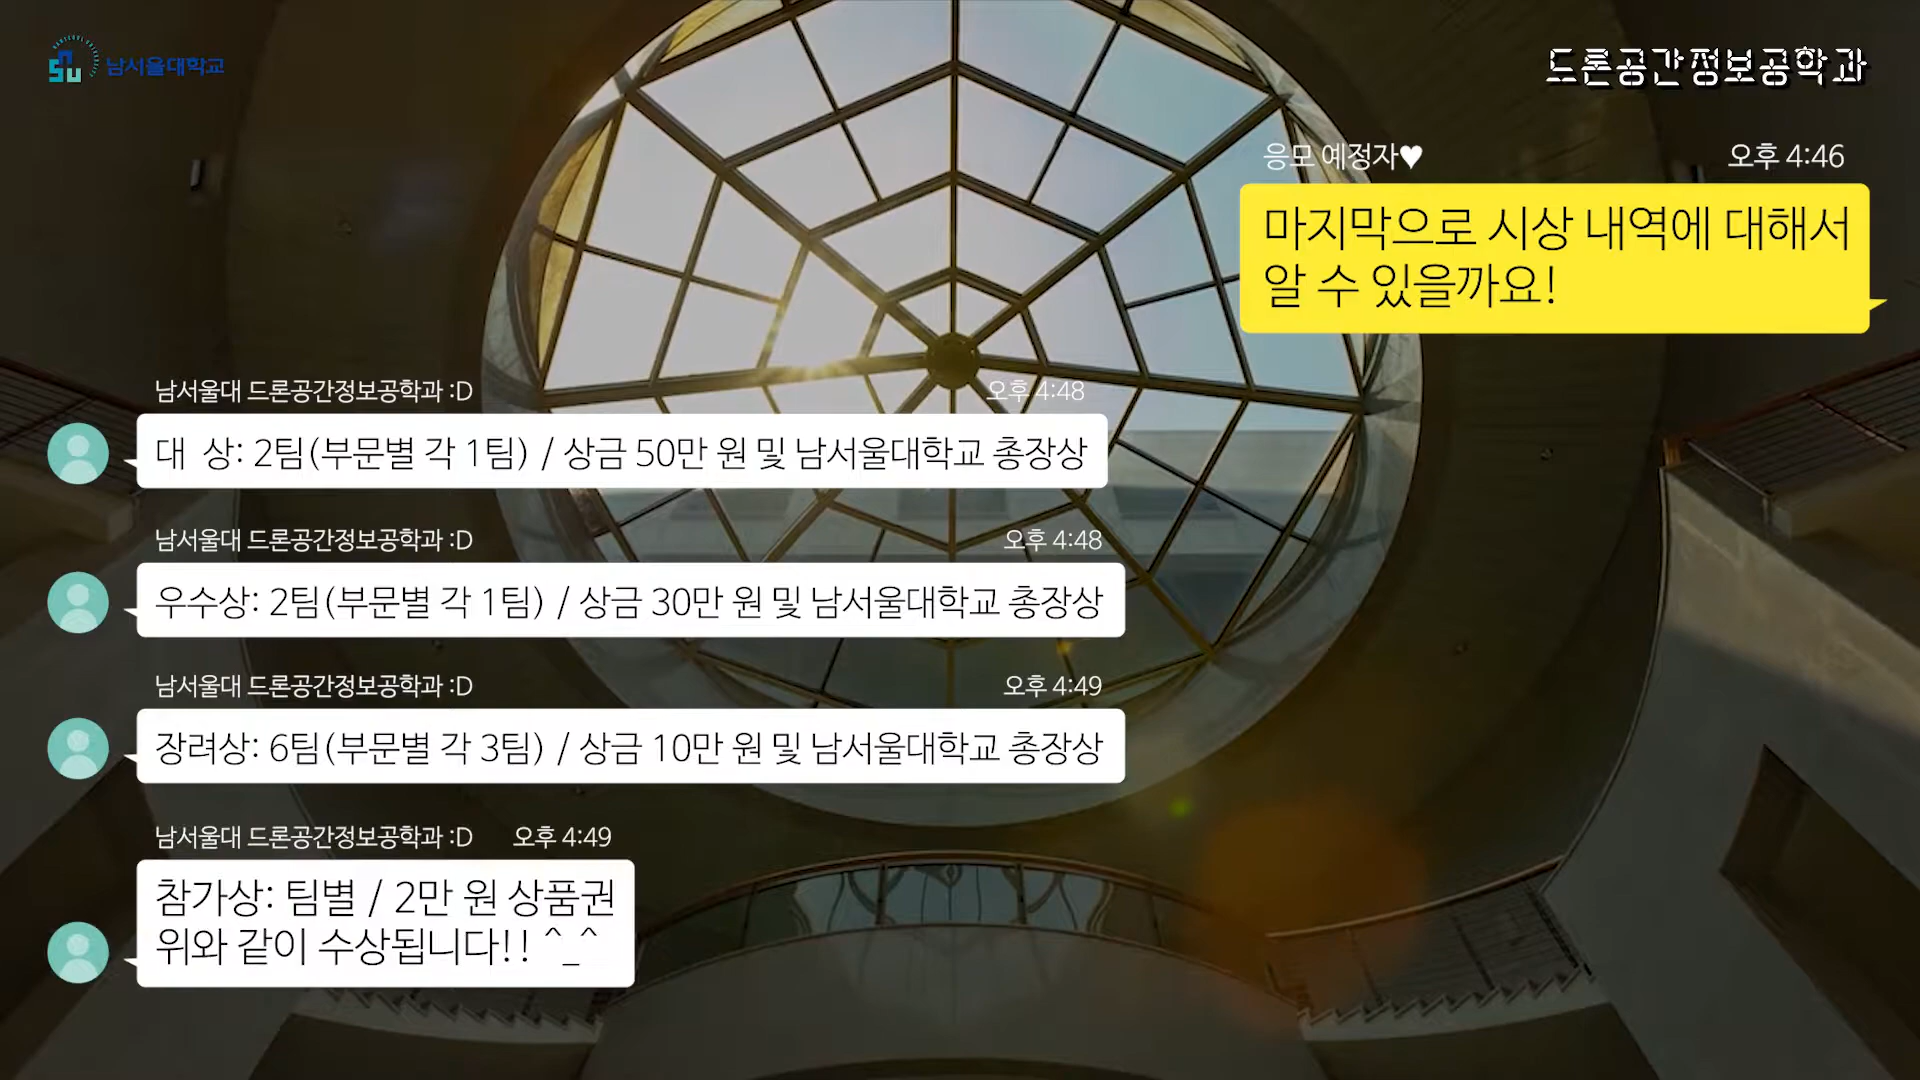 남서울대학교
드론공간정보공학과
응모 예정자♥ 오후 4:46
마지막으로 시상 내역에 대해서
알 수 있을까요!
남서울대 드론공간정보공학과 :D 오후 4:48
대 상: 2팀(부문별 각 1팀) / 상금 50만 원 및 남서울대학교 총장상
남서울대 드론공간정보공학과 :D 오후 4:48
우수상: 2팀(부문별 각 1팀) / 상금 30만 원 및 남서울대학교 총장상
남서울대 드론공간정보공학과 :D 오후 4:49
장려상: 6팀(부문별 각 3팀) / 상금 10만 원 및 남서울대학교 총장상
남서울대 드론공간정보공학과 :D 오후 4:49
참가상: 팀별 / 2만 원 상품권
위와 같이 수상됩니다!! ^_^